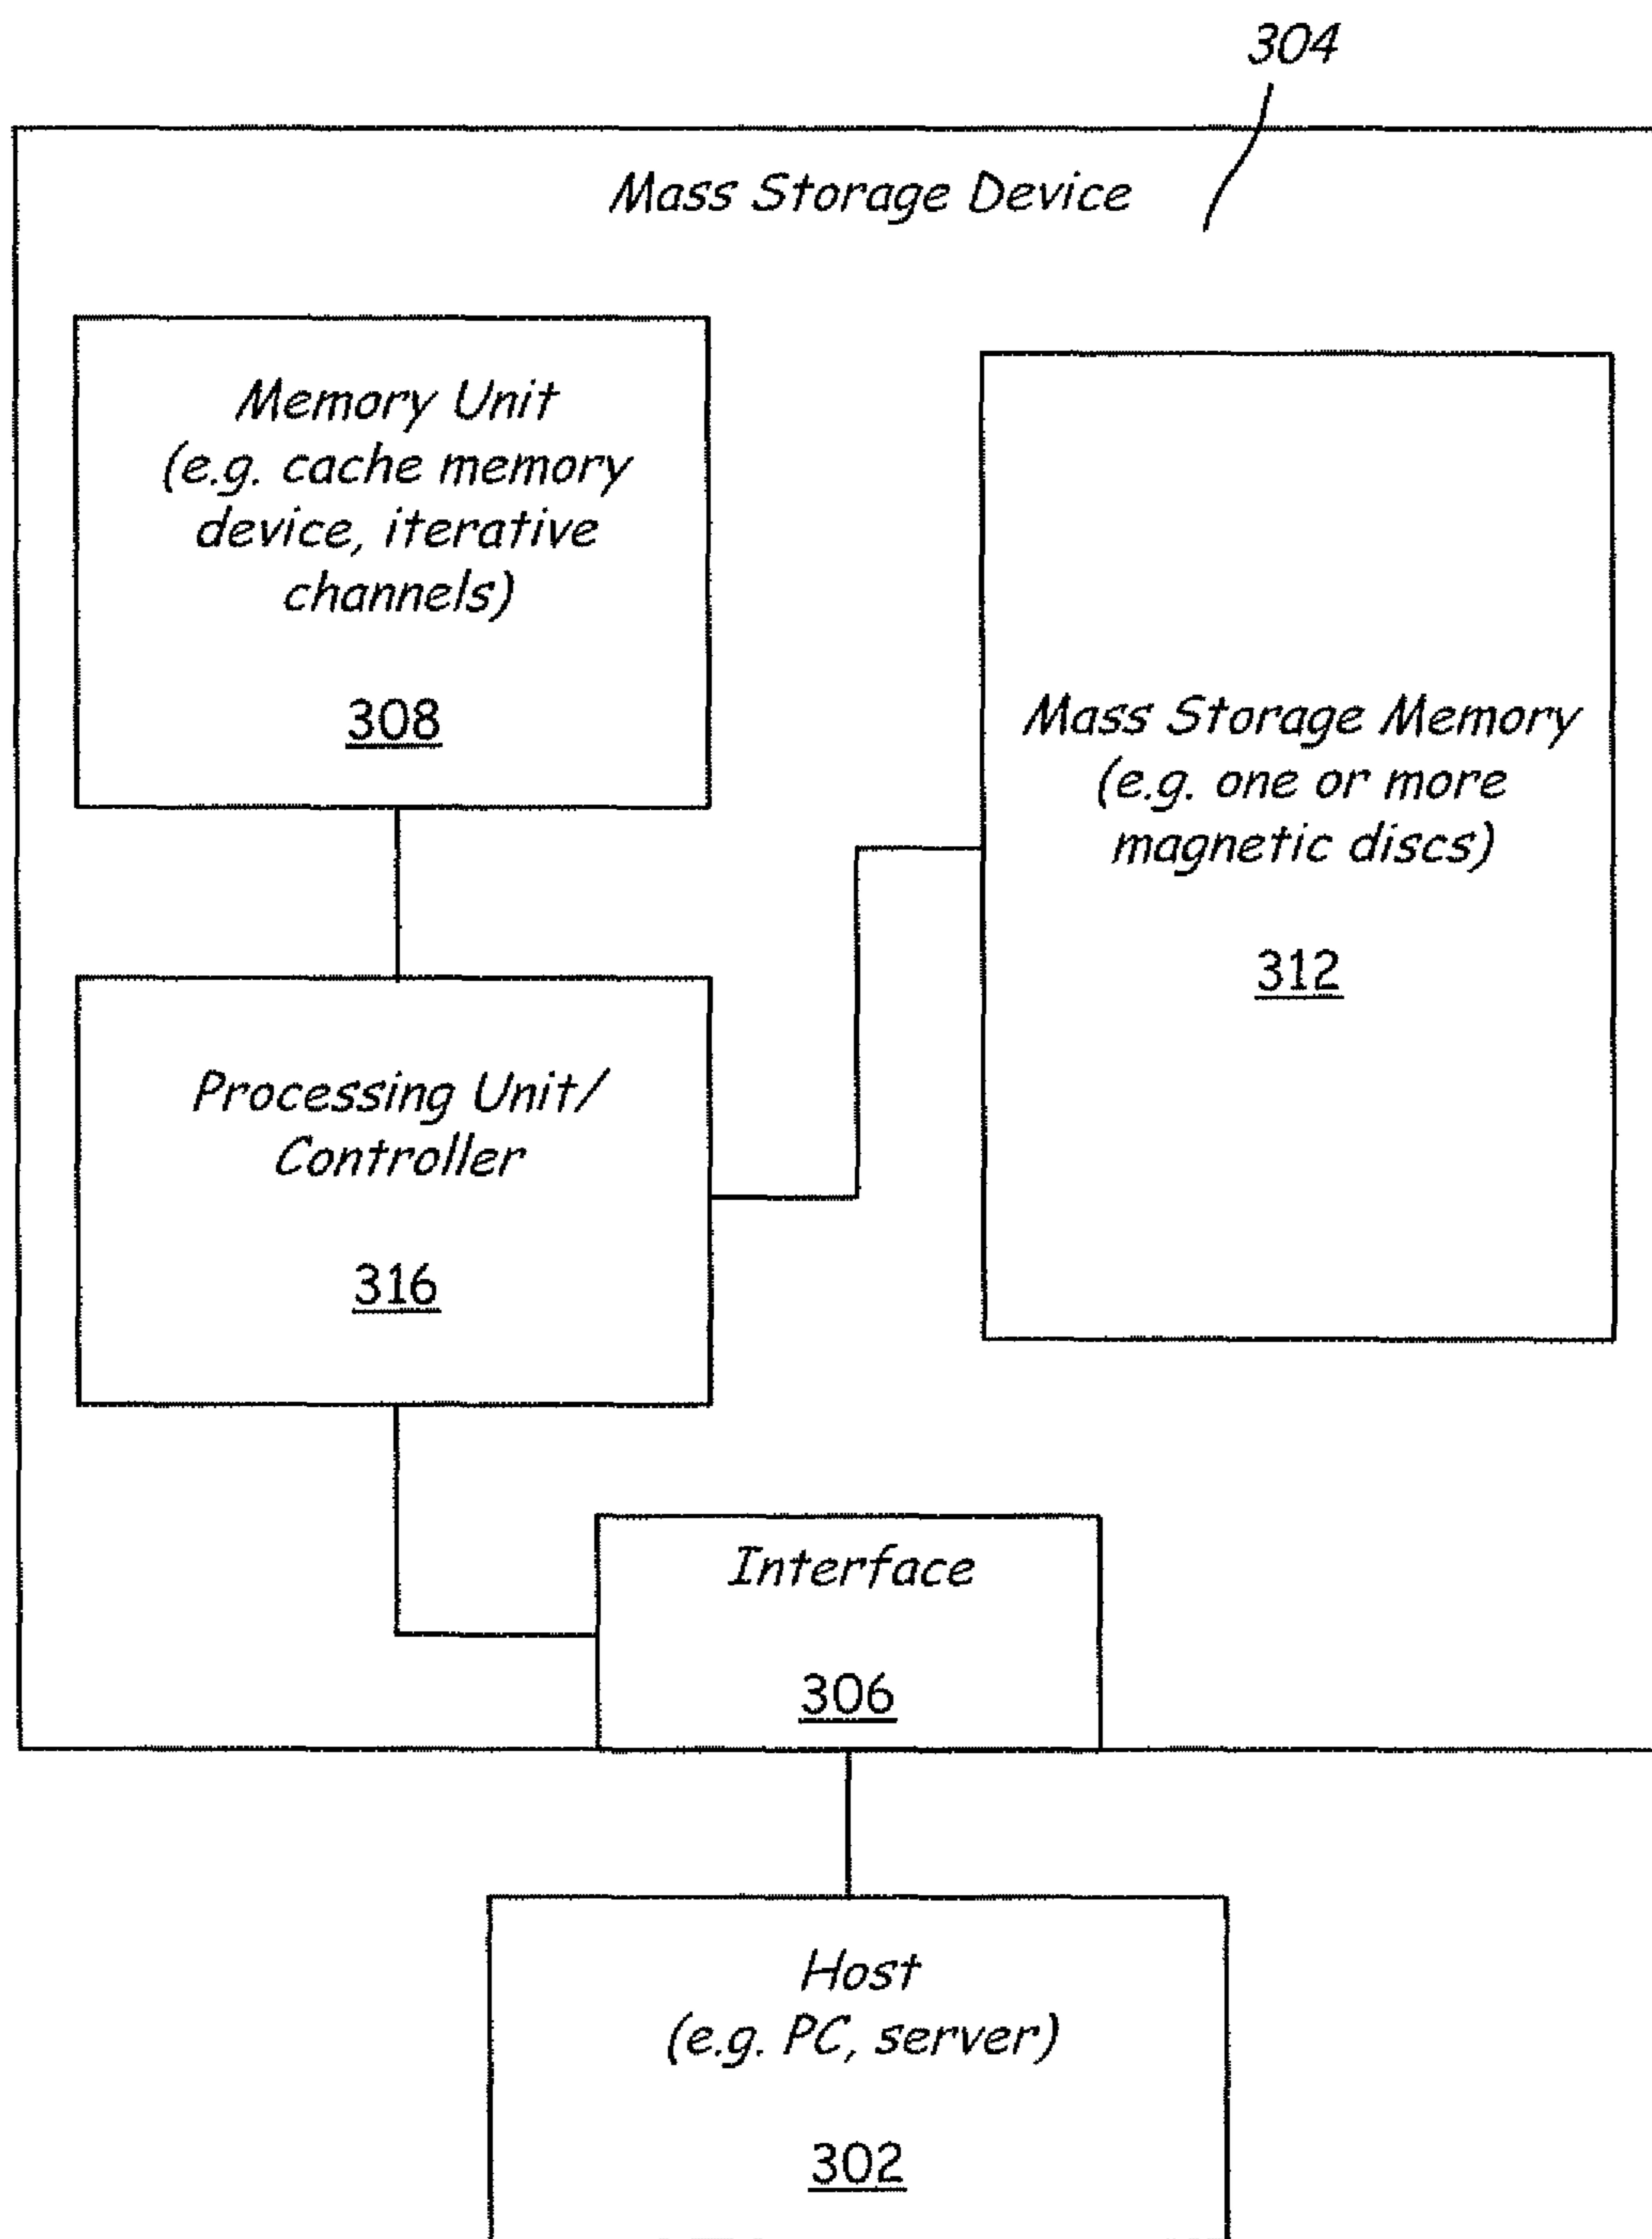 304
Mass Storage Device
Memory Unit
(e.g. cache memory
device, iterative
channels)
308
Mass Storage Memory
(e.g. one or more
magnetic discs)
312
Processing Unit/
Controller
316
Interface
306
Host
(e.g. PC, server)
302